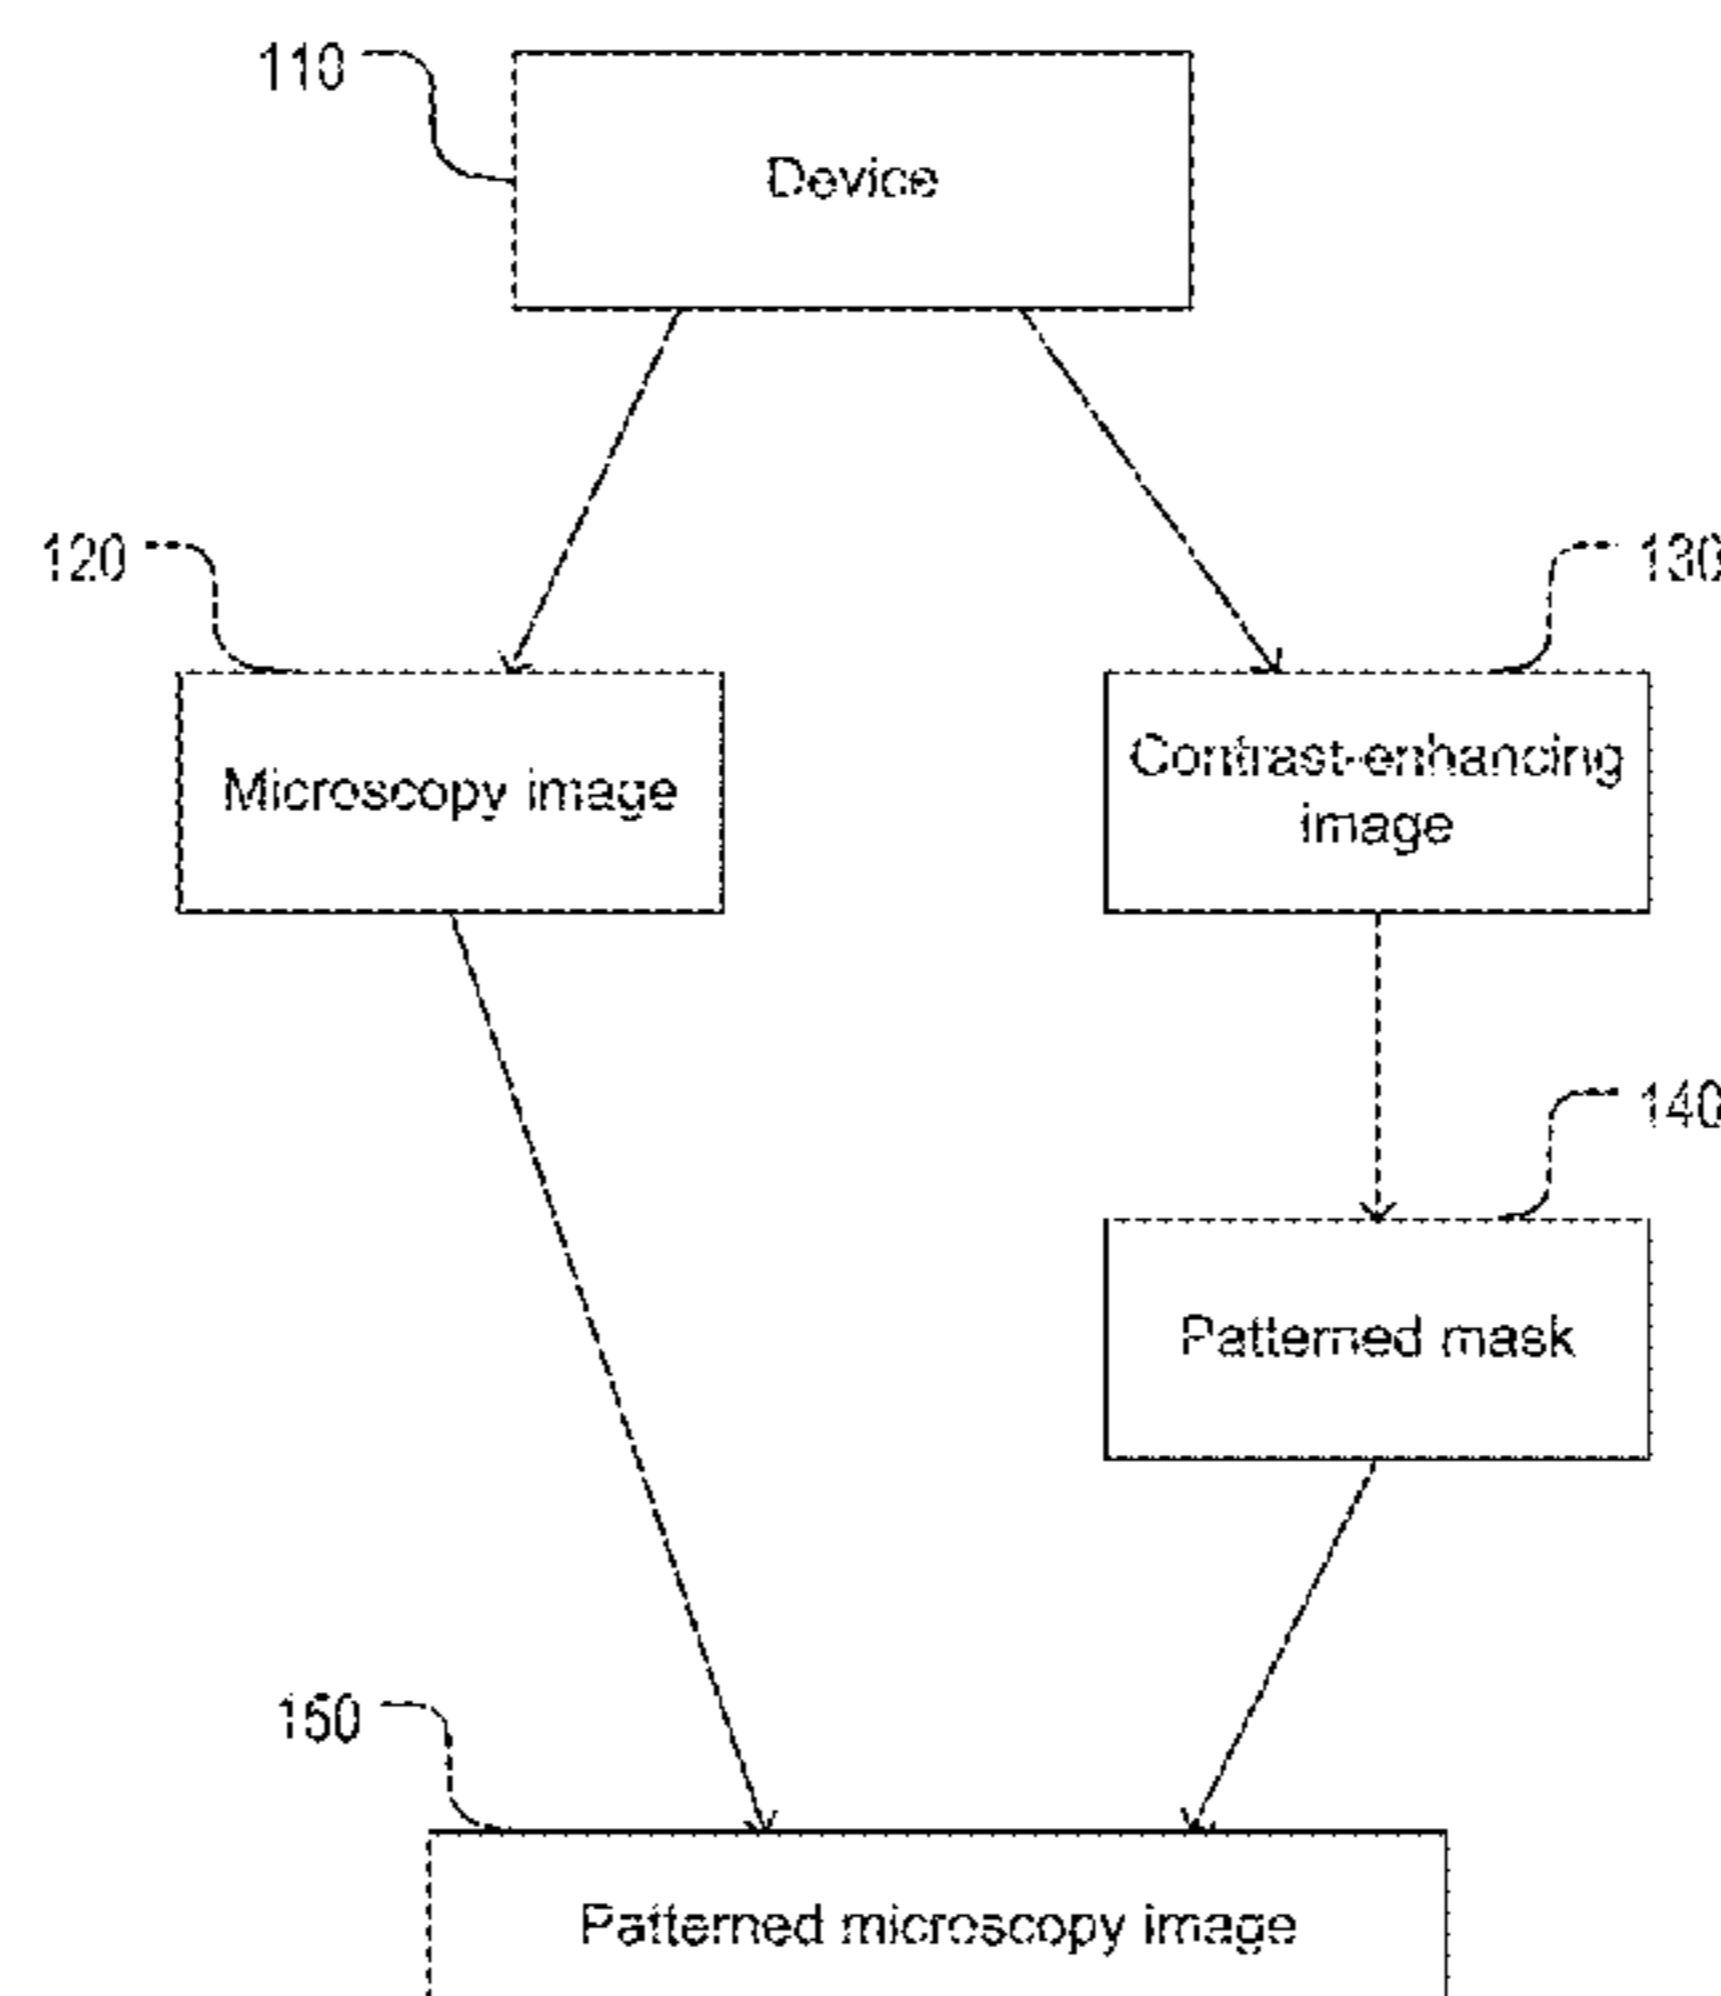 110
Device
120
130
Microscopy image
Contrast-enhancing
image
140
Patterned mask
150
Patterned microscopy image